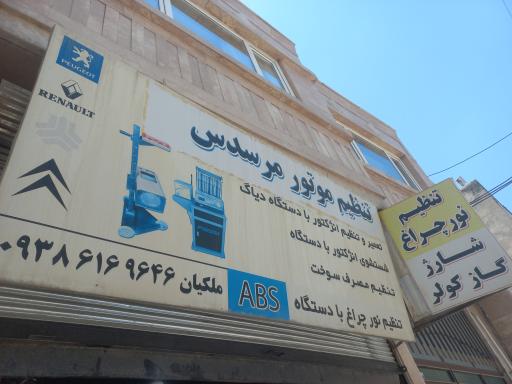 PEUGEOT
RENAULT
تنظیم موتور مرسدس
تعمیر و تنظیم انژکتور با دستگاه دیاگ
شستشوی انژکتور با دستگاه
تنظیم مصرف سوخت
تنظیم نور چراغ با دستگاه
ABS
ملکیان ۰۹۳۸ ۶۱۶ ۹۶۴۶
تنظیم
نور چراغ
شارژ
گاز کولر